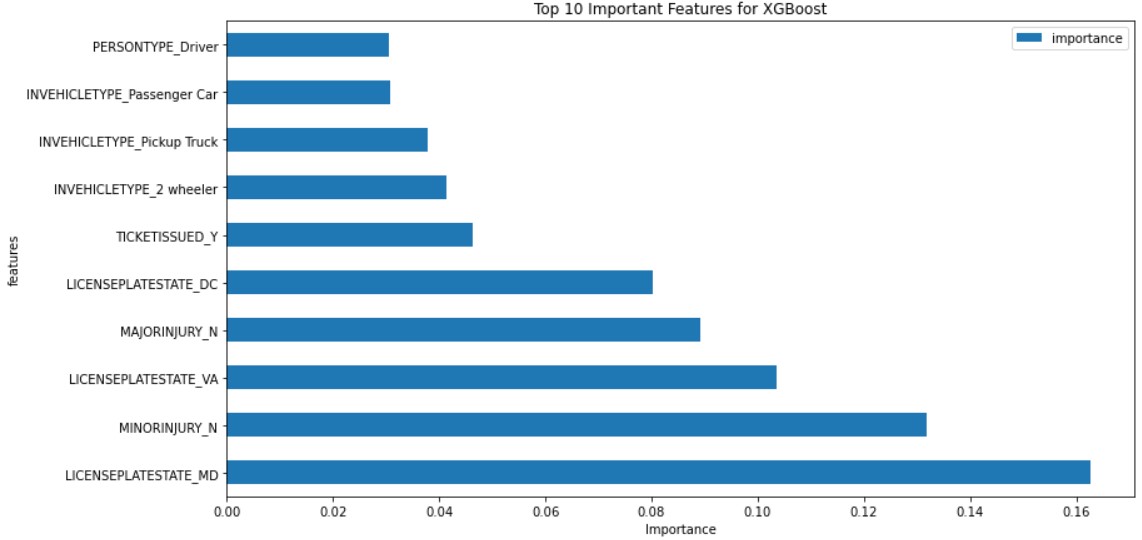 Top 10 Important Features for XGBoost
importance
PERSONTYPE_Driver
INVEHICLETYPE_Passenger Car
INVEHICLETYPE_Pickup Truck
INVEHICLETYPE_2 wheeler
TICKETISSUED_Y
LICENSEPLATESTATE_DC
MAJORINJURY_N
LICENSEPLATESTATE_VA
MINORINJURY_N
LICENSEPLATESTATE_MD
features
0.00 0.02 0.04 0.06 0.08 0.10 0.12 0.14 0.16
Importance